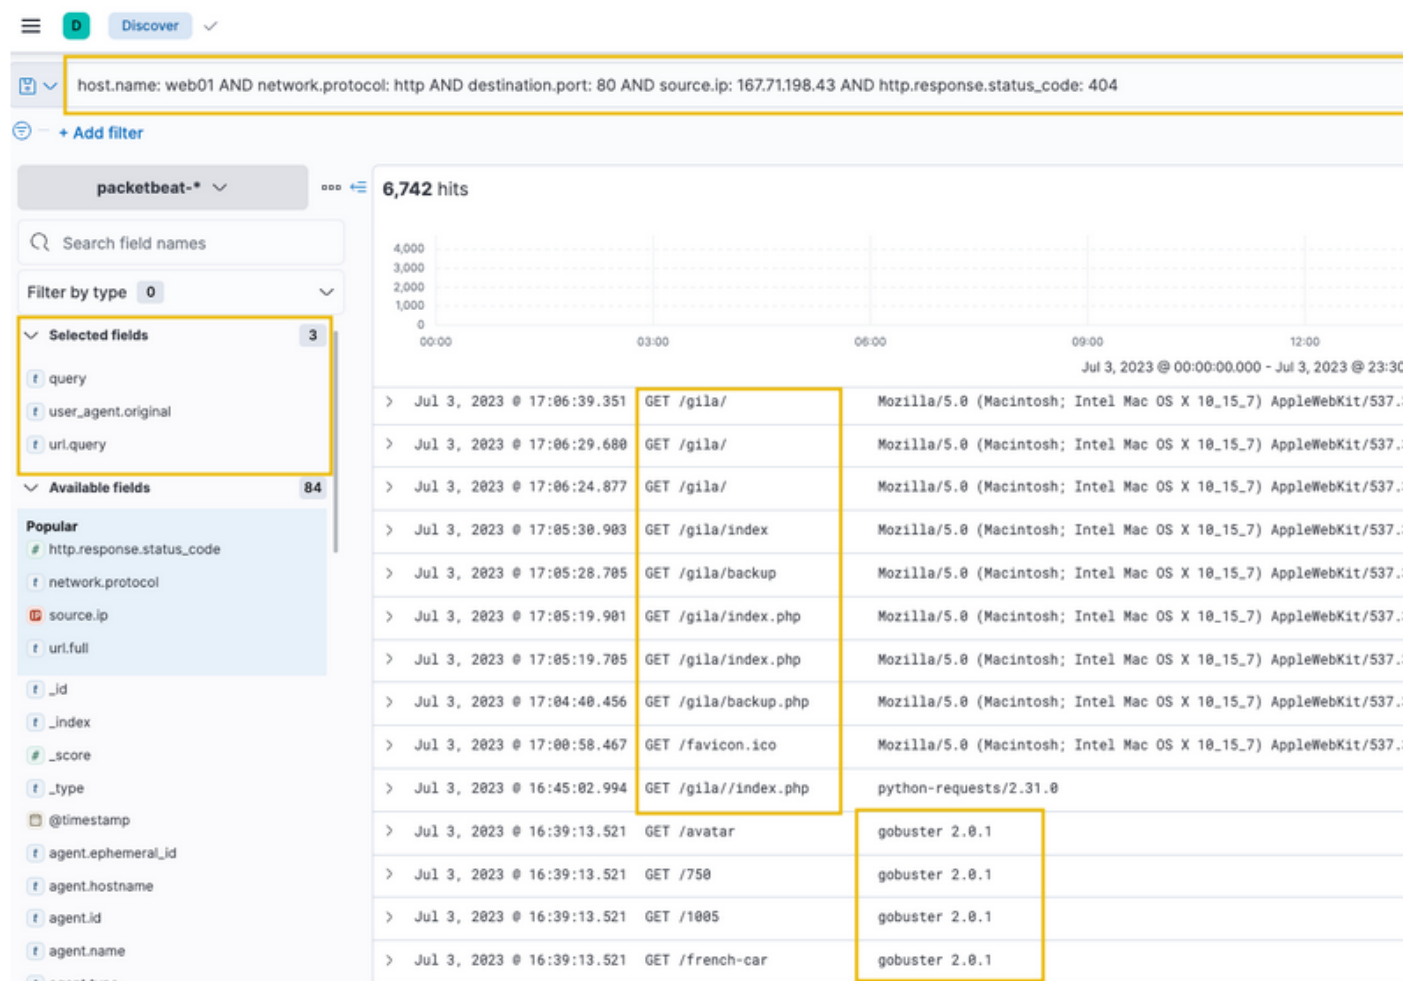 D Discover
host.name: web01 AND network.protocol: http AND destination.port: 80 AND source.ip: 167.71.198.43 AND http.response.status_code: 404
+ Add filter
packetbeat-*
Search field names
Filter by type 0
Selected fields 3
t query
t user_agent.original
t url.query
Available fields 84
Popular
# http.response.status_code
t network.protocol
IP source.ip
t url.full
t _id
t _index
# _score
t _type
@timestamp
t agent.ephemeral_id
t agent.hostname
t agent.id
t agent.name
6,742 hits
4,000
3,000
2,000
1,000
0
00:00 03:00 06:00 09:00 12:00
Jul 3, 2023 @ 00:00:00.000 - Jul 3, 2023 @ 23:30
Jul 3, 2023 @ 17:06:39.351 GET /gila/ Mozilla/5.0 (Macintosh; Intel Mac OS X 10_15_7) AppleWebKit/537.
Jul 3, 2023 @ 17:06:29.680 GET /gila/ Mozilla/5.0 (Macintosh; Intel Mac OS X 10_15_7) AppleWebKit/537.
Jul 3, 2023 @ 17:06:24.877 GET /gila/ Mozilla/5.0 (Macintosh; Intel Mac OS X 10_15_7) AppleWebKit/537.
Jul 3, 2023 @ 17:05:30.903 GET /gila/index Mozilla/5.0 (Macintosh; Intel Mac OS X 10_15_7) AppleWebKit/537.
Jul 3, 2023 @ 17:05:28.705 GET /gila/backup Mozilla/5.0 (Macintosh; Intel Mac OS X 10_15_7) AppleWebKit/537.
Jul 3, 2023 @ 17:05:19.901 GET /gila/index.php Mozilla/5.0 (Macintosh; Intel Mac OS X 10_15_7) AppleWebKit/537.
Jul 3, 2023 @ 17:05:19.705 GET /gila/index.php Mozilla/5.0 (Macintosh; Intel Mac OS X 10_15_7) AppleWebKit/537.
Jul 3, 2023 @ 17:04:40.456 GET /gila/backup.php Mozilla/5.0 (Macintosh; Intel Mac OS X 10_15_7) AppleWebKit/537.
Jul 3, 2023 @ 17:00:58.467 GET /favicon.ico Mozilla/5.0 (Macintosh; Intel Mac OS X 10_15_7) AppleWebKit/537.
Jul 3, 2023 @ 16:45:02.994 GET /gila//index.php python-requests/2.31.0
Jul 3, 2023 @ 16:39:13.521 GET /avatar gobuster 2.0.1
Jul 3, 2023 @ 16:39:13.521 GET /750 gobuster 2.0.1
Jul 3, 2023 @ 16:39:13.521 GET /1005 gobuster 2.0.1
Jul 3, 2023 @ 16:39:13.521 GET /french-car gobuster 2.0.1